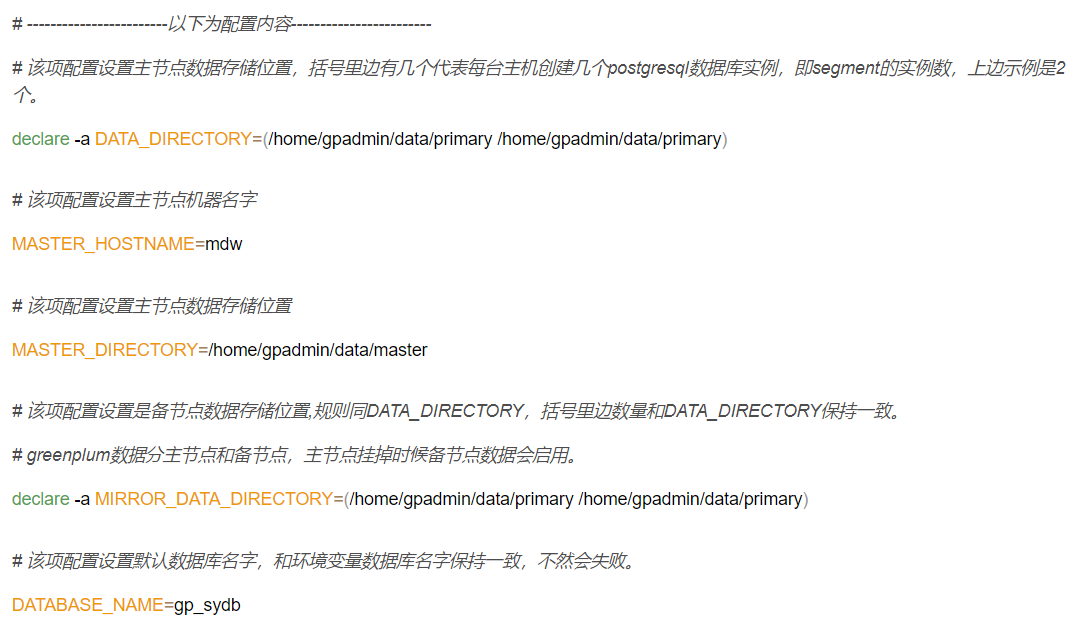 # ------------------------以下为配置内容------------------------
# 该项配置设置主节点数据存储位置，括号里边有几个代表每台主机创建几个postgresql数据库实例，即segment的实例数，上边示例是2
个。
declare -a DATA_DIRECTORY=(/home/gpadmin/data/primary /home/gpadmin/data/primary)
# 该项配置设置主节点机器名字
MASTER_HOSTNAME=mdw
# 该项配置设置主节点数据存储位置
MASTER_DIRECTORY=/home/gpadmin/data/master
# 该项配置设置是备节点数据存储位置,规则同DATA_DIRECTORY，括号里边数量和DATA_DIRECTORY保持一致。
# greenplum数据分主节点和备节点，主节点挂掉时候备节点数据会启用。
declare -a MIRROR_DATA_DIRECTORY=(/home/gpadmin/data/primary /home/gpadmin/data/primary)
# 该项配置设置默认数据库名字，和环境变量数据库名字保持一致，不然会失败。
DATABASE_NAME=gp_sydb